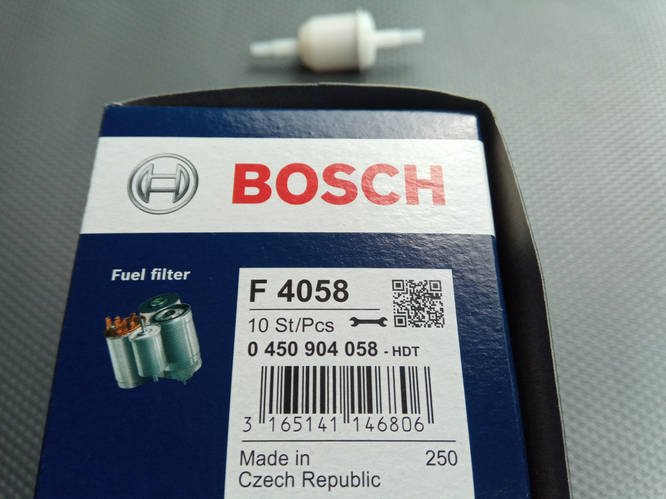 BOSCH
Fuel filter
F 4058
10 St/Pcs
0 450 904 058 - HDT
3 165141 146806
Made in 250
Czech Republic